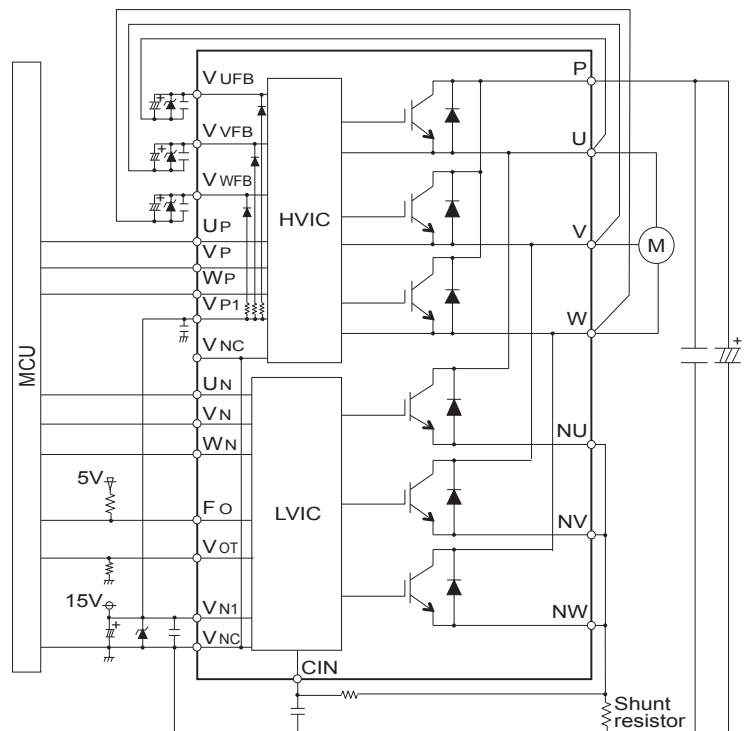 VUFB
VVFB
VWFB
UP
VP
WP
VP1
VNC
UN
VN
WN
5V
FO
VOT
15V
VN1
VNC
MCU
HVIC
LVIC
CIN
P
U
V
W
M
NU
NV
NW
Shunt
resistor
+
+
+
+
+